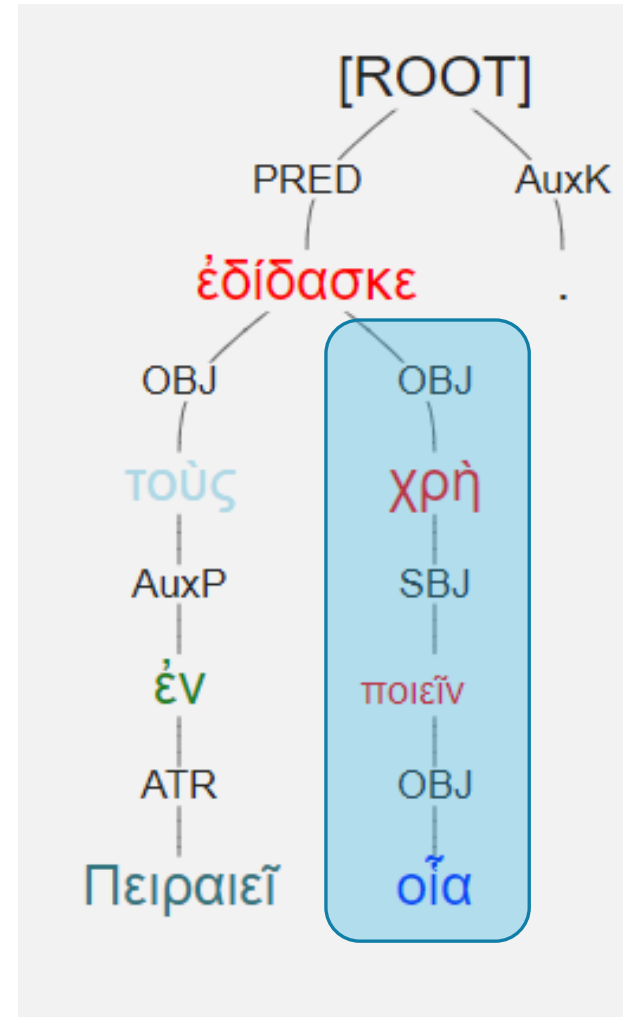 [ROOT]
PRED AuxK
ἐδίδασκε .
OBJ OBJ
τοὺς χρὴ
AuxP SBJ
ἐν ποιεῖν
ATR OBJ
Πειραιεῖ οἷα